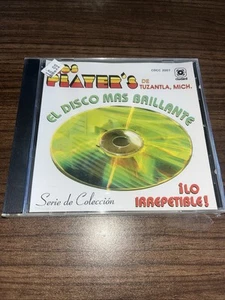 PLAYER'S DE
TUZANTLA, MICH.
EL DISCO MAS BRILLANTE
Serie de Colección
¡LO
IRREPETIBLE!